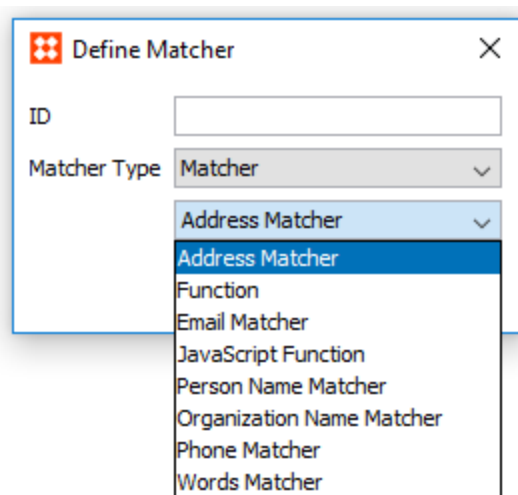 Define Matcher
ID
Matcher Type Matcher
Address Matcher
Address Matcher
Function
Email Matcher
JavaScript Function
Person Name Matcher
Organization Name Matcher
Phone Matcher
Words Matcher